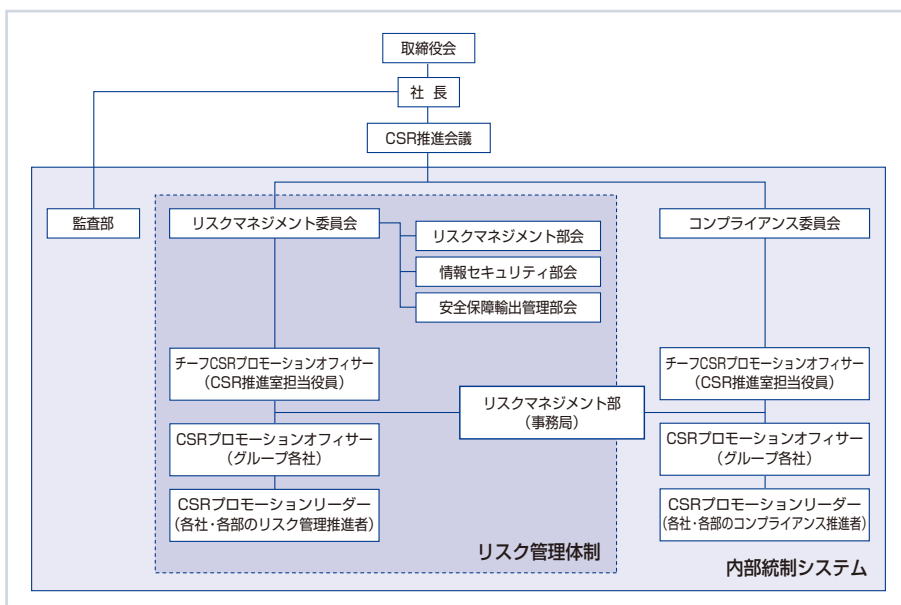 取締役会
社 長
CSR推進会議
監査部
リスクマネジメント委員会
リスクマネジメント部会
情報セキュリティ部会
安全保障輸出管理部会
コンプライアンス委員会
チーフCSRプロモーションオフィサー
(CSR推進室担当役員)
チーフCSRプロモーションオフィサー
(CSR推進室担当役員)
リスクマネジメント部
(事務局)
CSRプロモーションオフィサー
(グループ各社)
CSRプロモーションオフィサー
(グループ各社)
CSRプロモーションリーダー
(各社・各部のリスク管理推進者)
CSRプロモーションリーダー
(各社・各部のコンプライアンス推進者)
リスク管理体制
内部統制システム